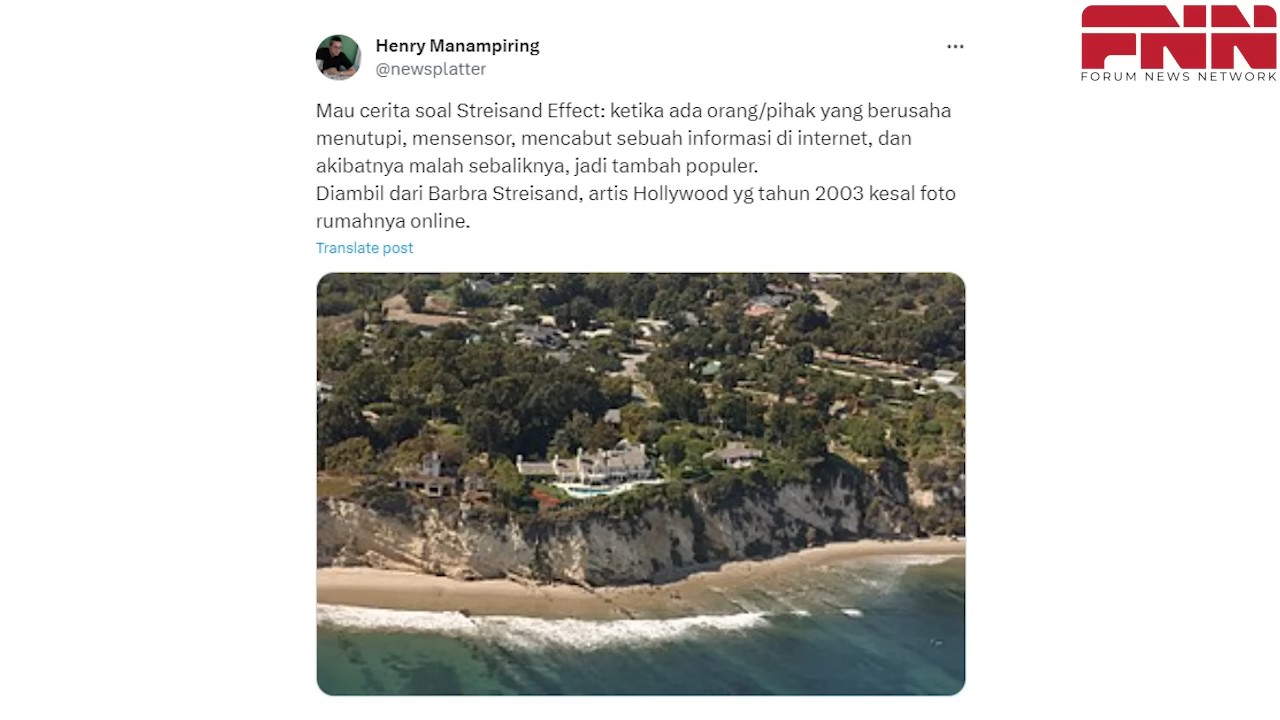 FNN
FORUM NEWS NETWORK
Henry Manampiring
@newsplatter
Mau cerita soal Streisand Effect: ketika ada orang/pihak yang berusaha
menutupi, mensensor, mencabut sebuah informasi di internet, dan
akibatnya malah sebaliknya, jadi tambah populer.
Diambil dari Barbra Streisand, artis Hollywood yg tahun 2003 kesal foto
rumahnya online.
Translate post